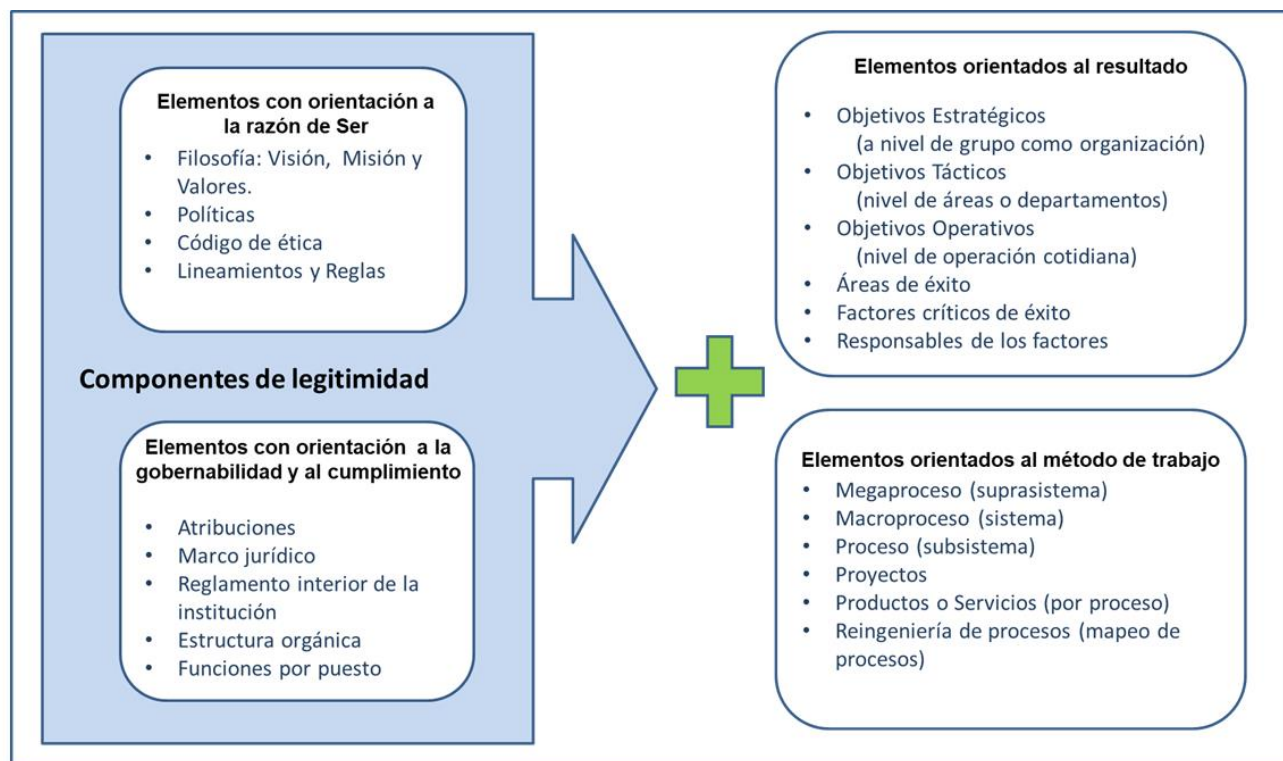 Elementos con orientación a
la razón de Ser
• Filosofía: Visión, Misión y
Valores.
• Políticas
• Código de ética
• Lineamientos y Reglas
Componentes de legitimidad
Elementos con orientación a la
gobernabilidad y al cumplimiento
• Atribuciones
• Marco jurídico
• Reglamento interior de la
institución
• Estructura orgánica
• Funciones por puesto
Elementos orientados al resultado
• Objetivos Estratégicos
(a nivel de grupo como organización)
• Objetivos Tácticos
(nivel de áreas o departamentos)
• Objetivos Operativos
(nivel de operación cotidiana)
• Áreas de éxito
• Factores críticos de éxito
• Responsables de los factores
Elementos orientados al método de trabajo
• Megaproceso (suprasistema)
• Macroproceso (sistema)
• Proceso (subsistema)
• Proyectos
• Productos o Servicios (por proceso)
• Reingeniería de procesos (mapeo de
procesos)